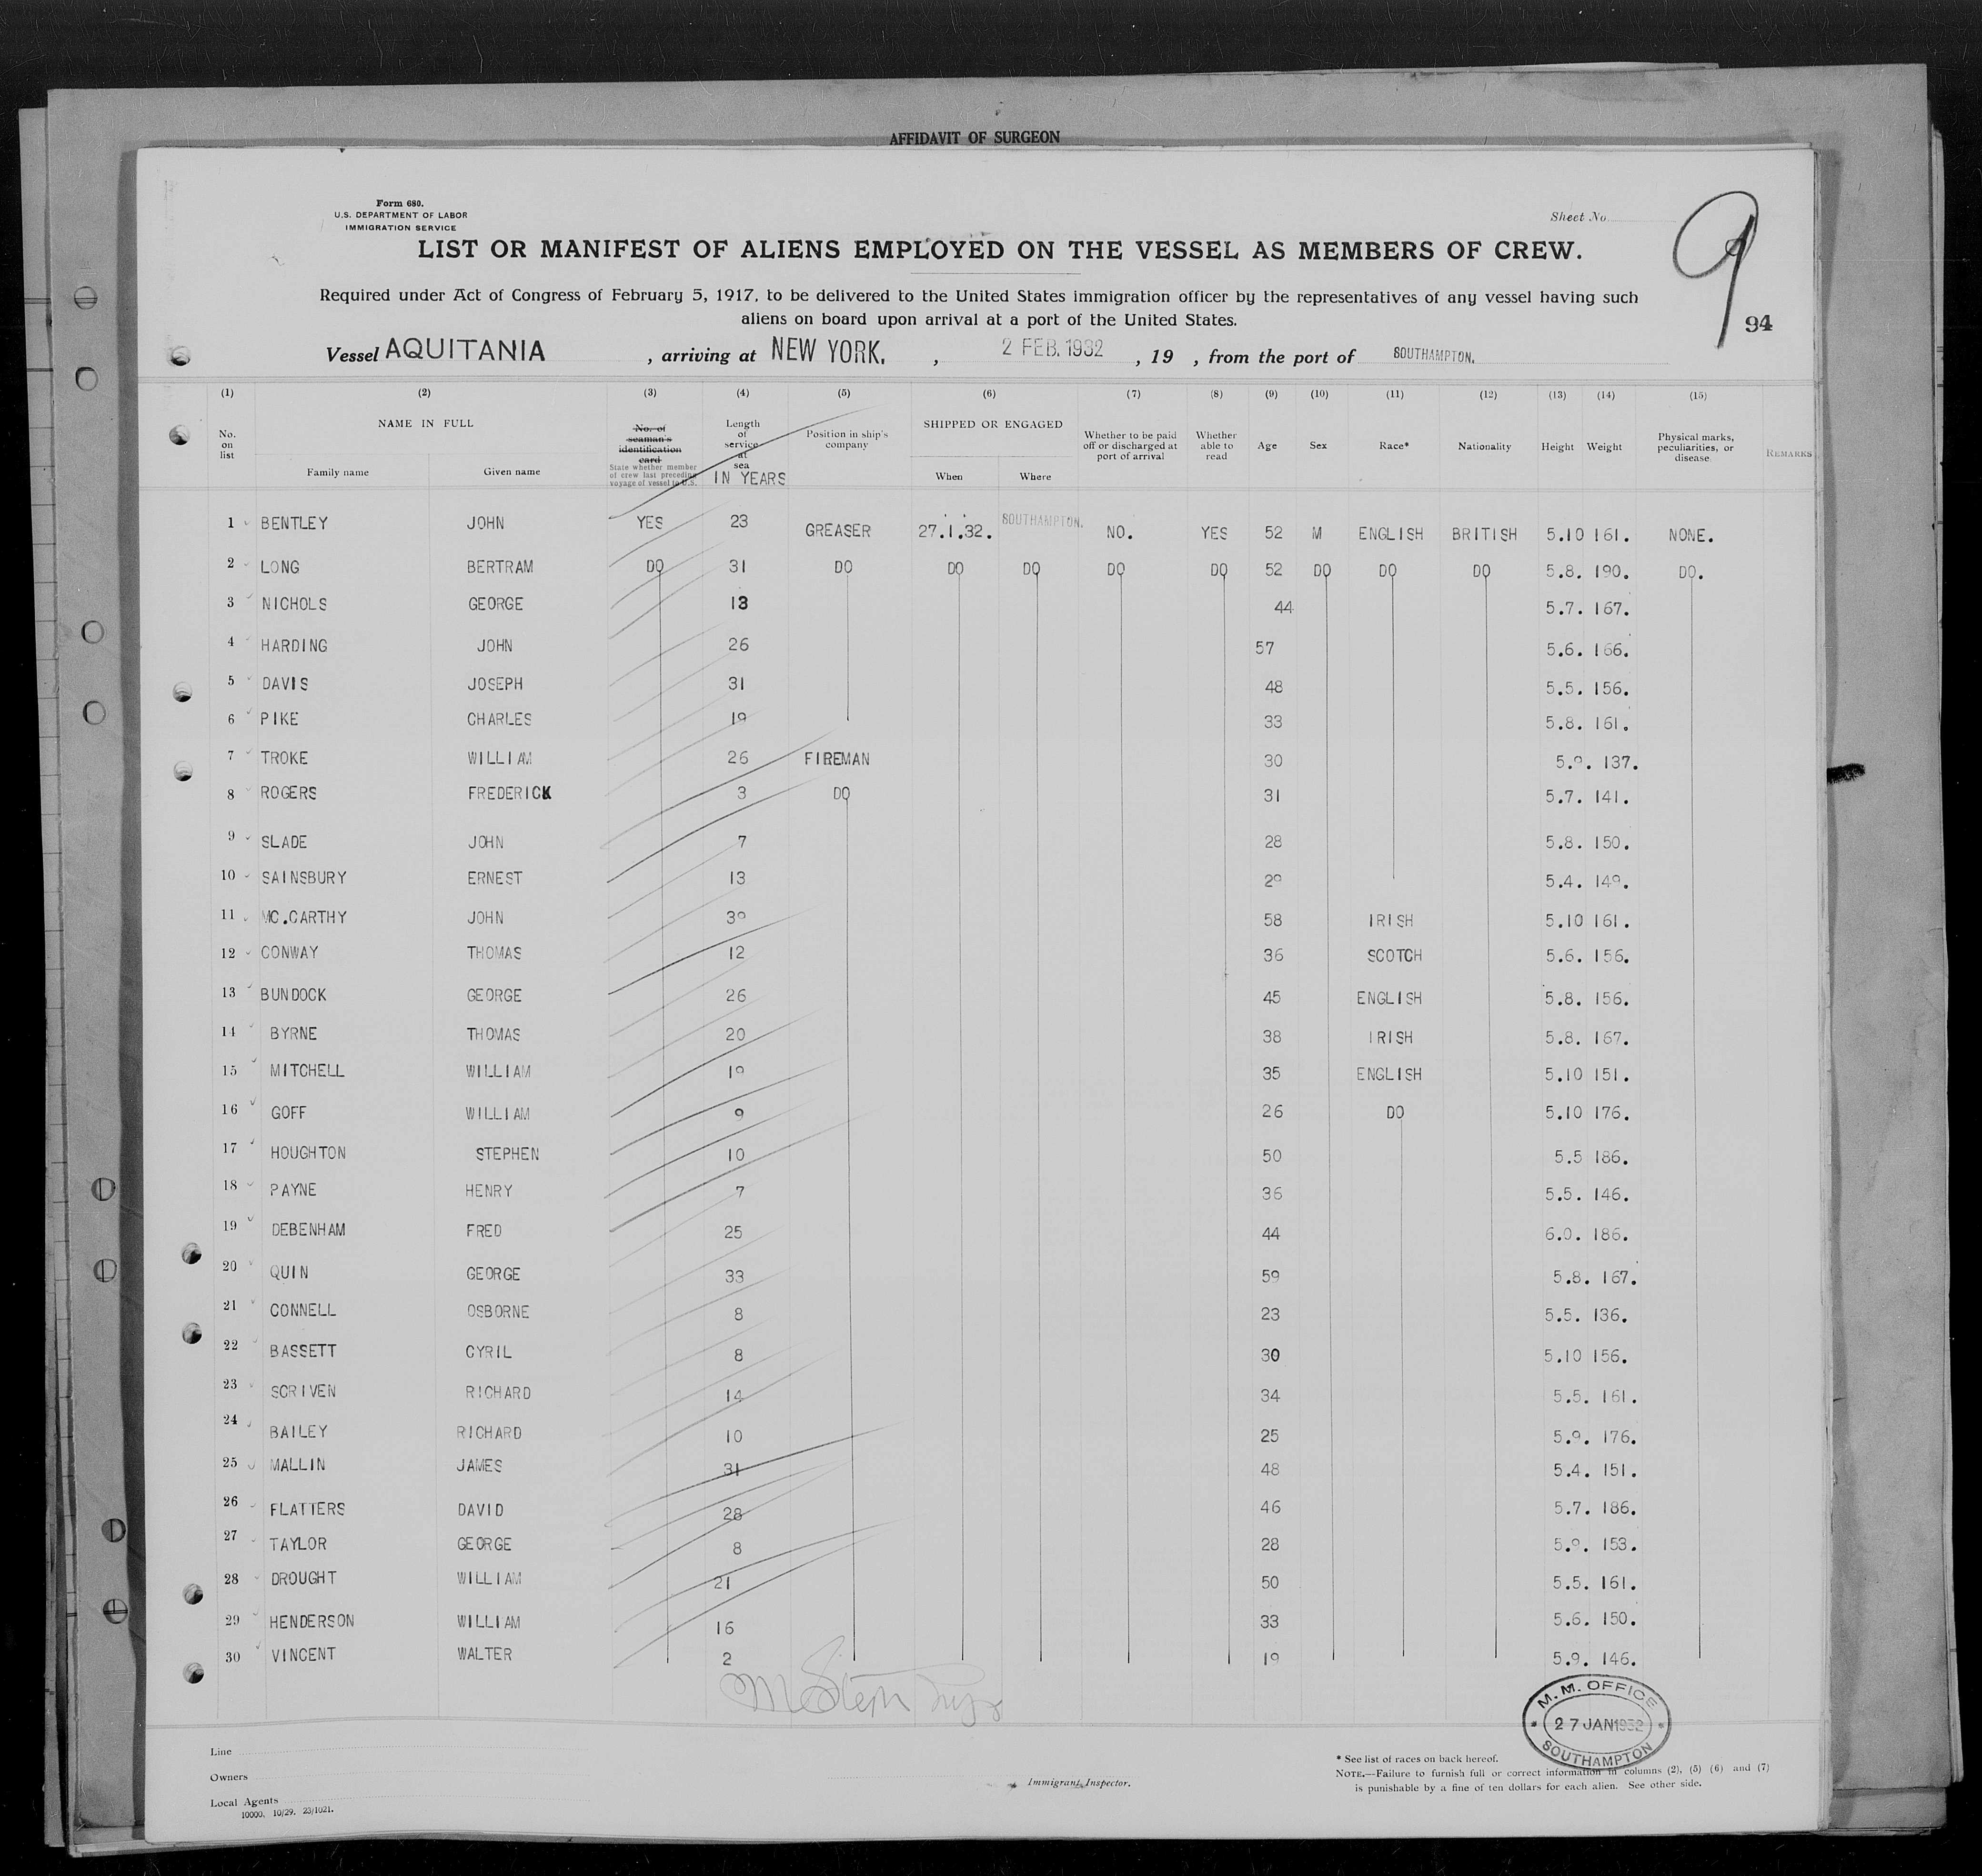 AFFIDAVIT OF SURGEON
Form 680.
U.S. DEPARTMENT OF LABOR
IMMIGRATION SERVICE
Sheet No.
9
LIST OR MANIFEST OF ALIENS EMPLOYED ON THE VESSEL AS MEMBERS OF CREW.
Required under Act of Congress of February 5, 1917, to be delivered to the United States immigration officer by the representatives of any vessel having such
aliens on board upon arrival at a port of the United States.
94
Vessel AQUITANIA , arriving at NEW YORK. , 2 FEB. 1932 , 19 , from the port of SOUTHAMPTON.
(1) (2) (3) (4) (5) (6) (7) (8) (9) (10) (11) (12) (13) (14) (15)
No. on list NAME IN FULL Family name Given name No. of seaman's identification card State whether member of crew last preceding voyage of vessel to U.S. Length of service at sea IN YEARS Position in ship's company SHIPPED OR ENGAGED When Where Whether to be paid off or discharged at port of arrival Whether able to read Age Sex Race* Nationality Height Weight Physical marks, peculiarities, or disease REMARKS
1 BENTLEY JOHN YES 23 GREASER 27.1.32. SOUTHAMPTON. NO. YES 52 M ENGLISH BRITISH 5.10 161. NONE.
2 LONG BERTRAM DO 31 DO DO DO DO DO 52 DO DO DO 5.8. 190. DO.
3 NICHOLS GEORGE 13 44 5.7. 167.
4 HARDING JOHN 26 57 5.6. 166.
5 DAVIS JOSEPH 31 48 5.5. 156.
6 PIKE CHARLES 19 33 5.8. 161.
7 TROKE WILLIAM 26 FIREMAN 30 5.9. 137.
8 ROGERS FREDERICK 3 DO 31 5.7. 141.
9 SLADE JOHN 7 28 5.8. 150.
10 SAINSBURY ERNEST 13 29 5.4. 149.
11 MC.CARTHY JOHN 39 58 IRISH 5.10 161.
12 CONWAY THOMAS 12 36 SCOTCH 5.6. 156.
13 BUNDOCK GEORGE 26 45 ENGLISH 5.8. 156.
14 BYRNE THOMAS 20 38 IRISH 5.8. 167.
15 MITCHELL WILLIAM 19 35 ENGLISH 5.10 151.
16 GOFF WILLIAM 9 26 DO 5.10 176.
17 HOUGHTON STEPHEN 10 50 5.5 186.
18 PAYNE HENRY 7 36 5.5. 146.
19 DEBENHAM FRED 25 44 6.0. 186.
20 QUIN GEORGE 33 59 5.8. 167.
21 CONNELL OSBORNE 8 23 5.5. 136.
22 BASSETT CYRIL 8 30 5.10 156.
23 SCRIVEN RICHARD 14 34 5.5. 161.
24 BAILEY RICHARD 10 25 5.9. 176.
25 MALLIN JAMES 31 48 5.4. 151.
26 FLATTERS DAVID 28 46 5.7. 186.
27 TAYLOR GEORGE 8 28 5.9. 153.
28 DROUGHT WILLIAM 21 50 5.5. 161.
29 HENDERSON WILLIAM 16 33 5.6. 150.
30 VINCENT WALTER 2 19 5.9. 146.
M. M. OFFICE
27 JAN 1932
SOUTHAMPTON
Line
Owners
Local Agents
10000. 10/29. 23/1021.
Immigrant Inspector.
* See list of races on back hereof.
NOTE.—Failure to furnish full or correct information in columns (2), (5) (6) and (7)
is punishable by a fine of ten dollars for each alien. See other side.